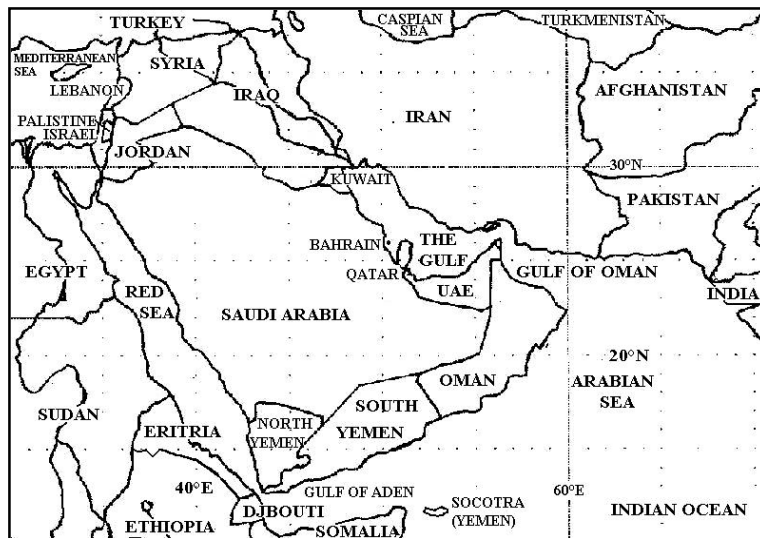 TURKEY
CASPIAN
SEA
TURKMENISTAN
MEDITERRANEAN
SEA
SYRIA
LEBANON
IRAQ
IRAN
AFGHANISTAN
PALISTINE
ISRAEL
JORDAN
30°N
KUWAIT
PAKISTAN
BAHRAIN
THE
GULF
QATAR
EGYPT
GULF OF OMAN
RED
SEA
UAE
INDIA
SAUDI ARABIA
20°N
OMAN
ARABIAN
SEA
SUDAN
SOUTH
YEMEN
NORTH
YEMEN
ERITRIA
40°E
GULF OF ADEN
60°E
SOCOTRA
(YEMEN)
INDIAN OCEAN
DJBOUTI
ETHIOPIA
SOMALIA